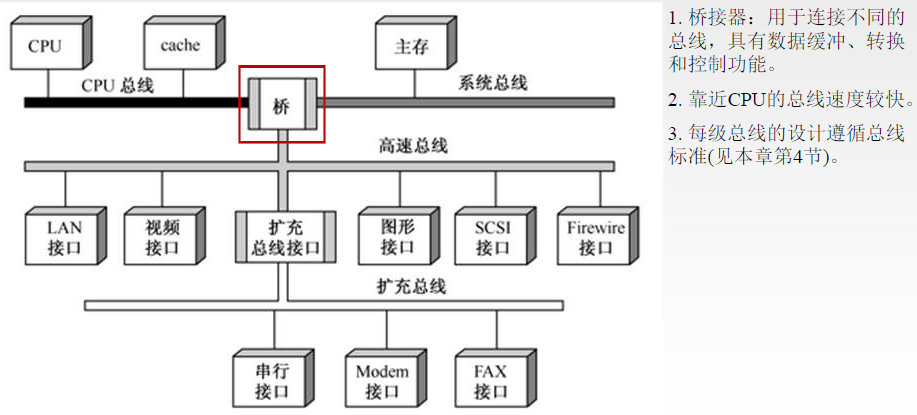 CPU
cache
主存
CPU 总线
桥
系统总线
高速总线
LAN
接口
视频
接口
扩充
总线接口
图形
接口
SCSI
接口
Firewire
接口
扩充总线
串行
接口
Modem
接口
FAX
接口
1. 桥接器：用于连接不同的
总线，具有数据缓冲、转换
和控制功能。
2. 靠近CPU的总线速度较快。
3. 每级总线的设计遵循总线
标准(见本章第4节)。